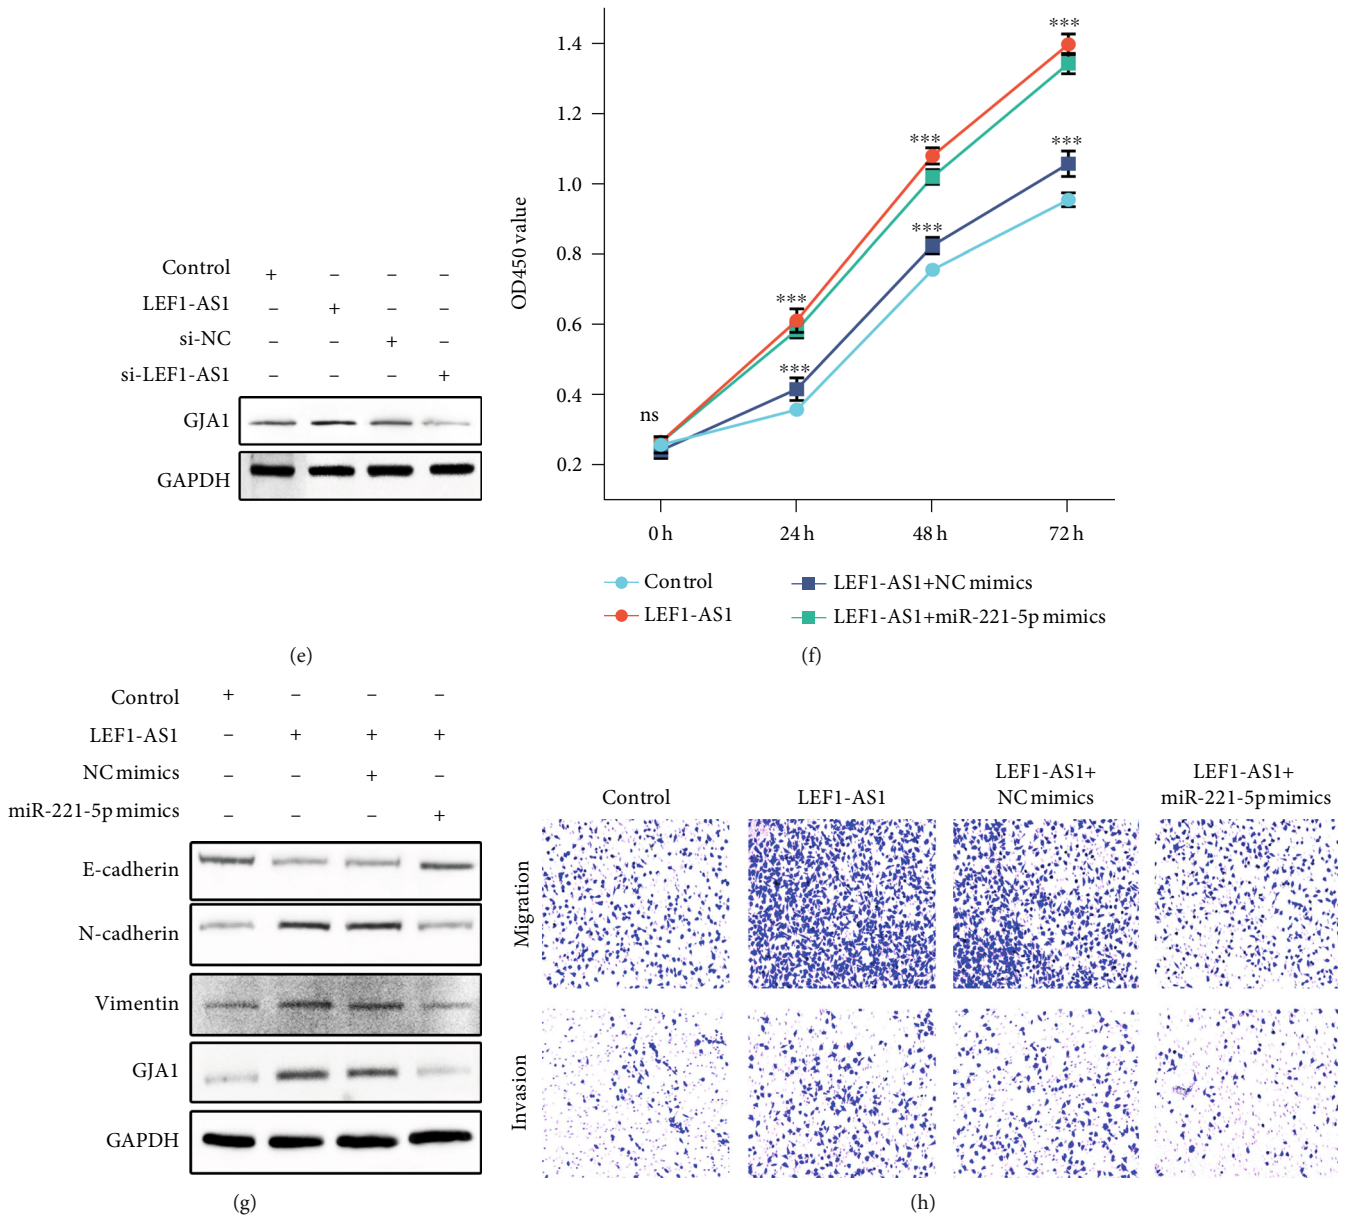 Control + – – –
LEF1-AS1 – + – –
si-NC – – + –
si-LEF1-AS1 – – – +
GJA1
GAPDH
(e)
OD450 value
1.4
1.2
1.0
0.8
0.6
0.4
0.2
ns
***
***
***
***
***
***
0 h 24 h 48 h 72 h
Control
LEF1-AS1
LEF1-AS1+NC mimics
LEF1-AS1+miR-221-5p mimics
(f)
Control + – – –
LEF1-AS1 – + + +
NC mimics – – + –
miR-221-5p mimics – – – +
E-cadherin
N-cadherin
Vimentin
GJA1
GAPDH
(g)
Control
LEF1-AS1
LEF1-AS1+
NC mimics
LEF1-AS1+
miR-221-5p mimics
Migration
Invasion
(h)